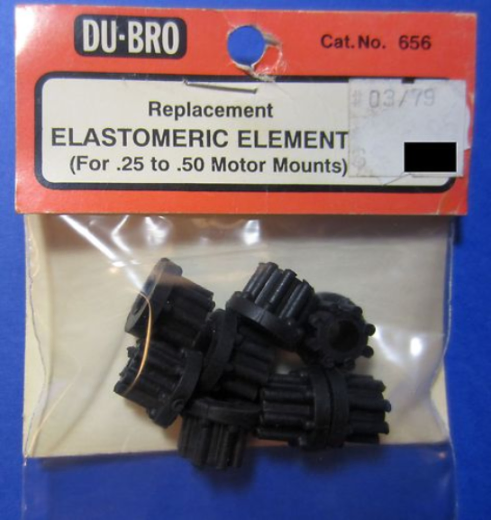 DU-BRO
Cat. No. 656
# 03/79
Replacement
ELASTOMERIC ELEMENT
(For .25 to .50 Motor Mounts)